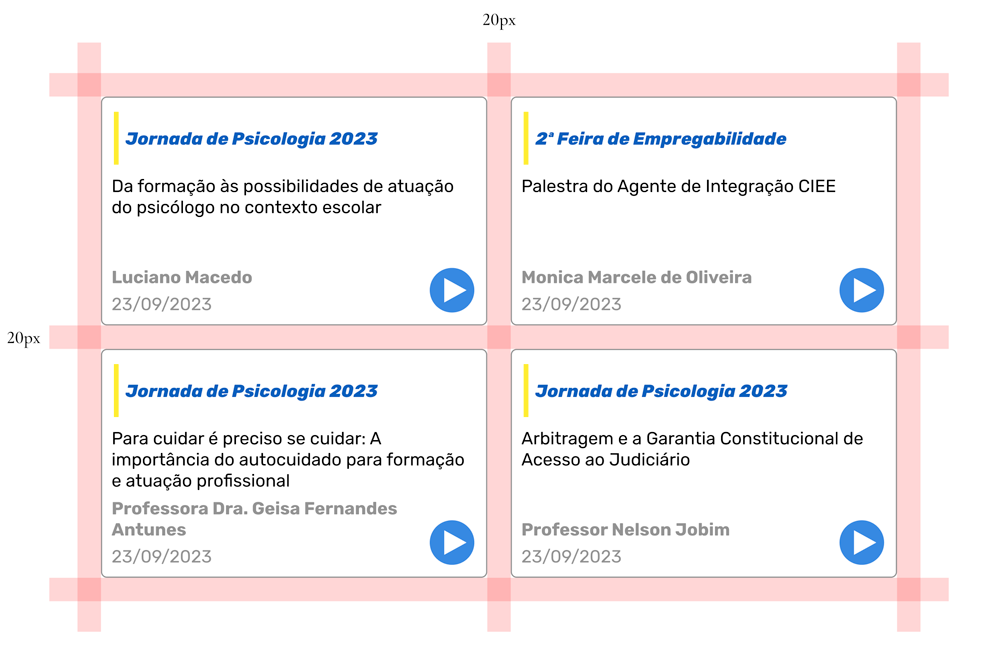 20px
Jornada de Psicologia 2023
Da formação às possibilidades de atuação
do psicólogo no contexto escolar
Luciano Macedo
23/09/2023
2ª Feira de Empregabilidade
Palestra do Agente de Integração CIEE
Monica Marcele de Oliveira
23/09/2023
20px
Jornada de Psicologia 2023
Para cuidar é preciso se cuidar: A
importância do autocuidado para formação
e atuação profissional
Professora Dra. Geisa Fernandes
Antunes
23/09/2023
Jornada de Psicologia 2023
Arbitragem e a Garantia Constitucional de
Acesso ao Judiciário
Professor Nelson Jobim
23/09/2023